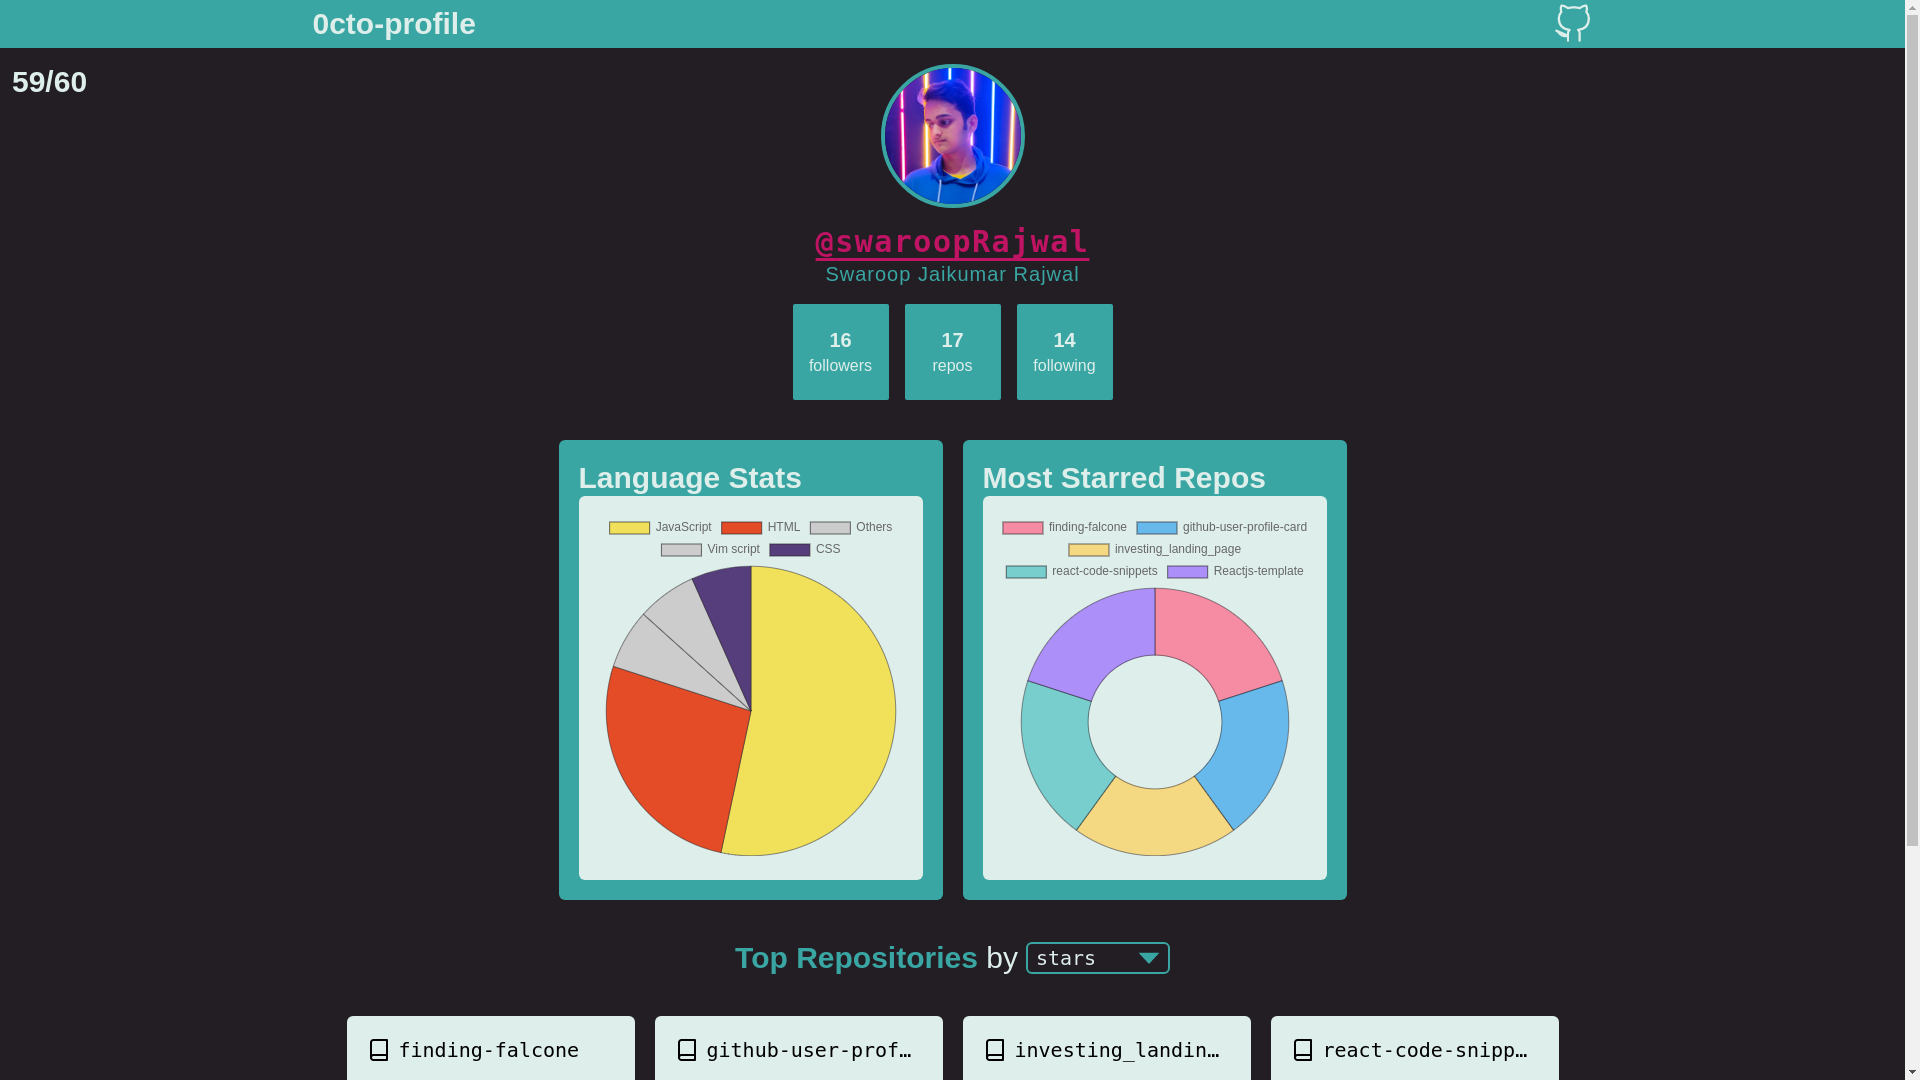 0cto-profile
59/60
@swaroopRajwal
Swaroop Jaikumar Rajwal
16
followers
17
repos
14
following
Language Stats
JavaScript HTML Others
Vim script CSS
Most Starred Repos
finding-falcone github-user-profile-card
investing_landing_page
react-code-snippets Reactjs-template
Top Repositories by stars
finding-falcone
github-user-prof…
investing_landin…
react-code-snipp…